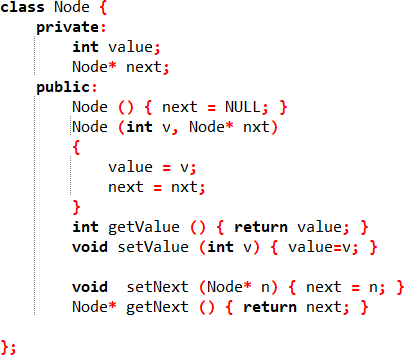 class Node {
    private:
        int value;
        Node* next;
    public:
        Node () { next = NULL; }
        Node (int v, Node* nxt)
        {
            value = v;
            next = nxt;
        }
        int getValue () { return value; }
        void setValue (int v) { value=v; }

        void  setNext (Node* n) { next = n; }
        Node* getNext () { return next; }

};